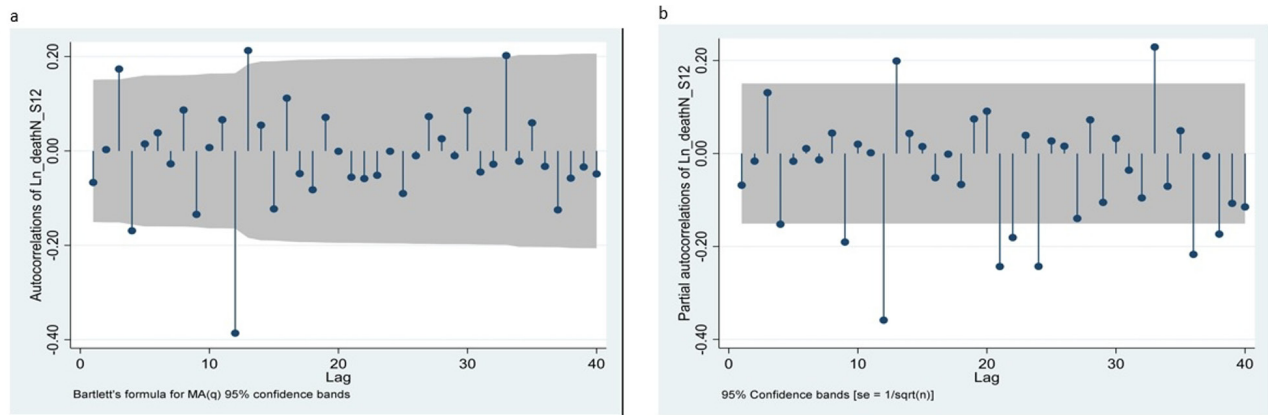 a
Autocorrelations of Ln_deathN_S12
0.20
0.00
-0.20
-0.40
0 10 20 30 40
Lag
Bartlett's formula for MA(q) 95% confidence bands
b
Partial autocorrelations of Ln_deathN_S12
0.20
0.00
-0.20
-0.40
0 10 20 30 40
Lag
95% Confidence bands [se = 1/sqrt(n)]